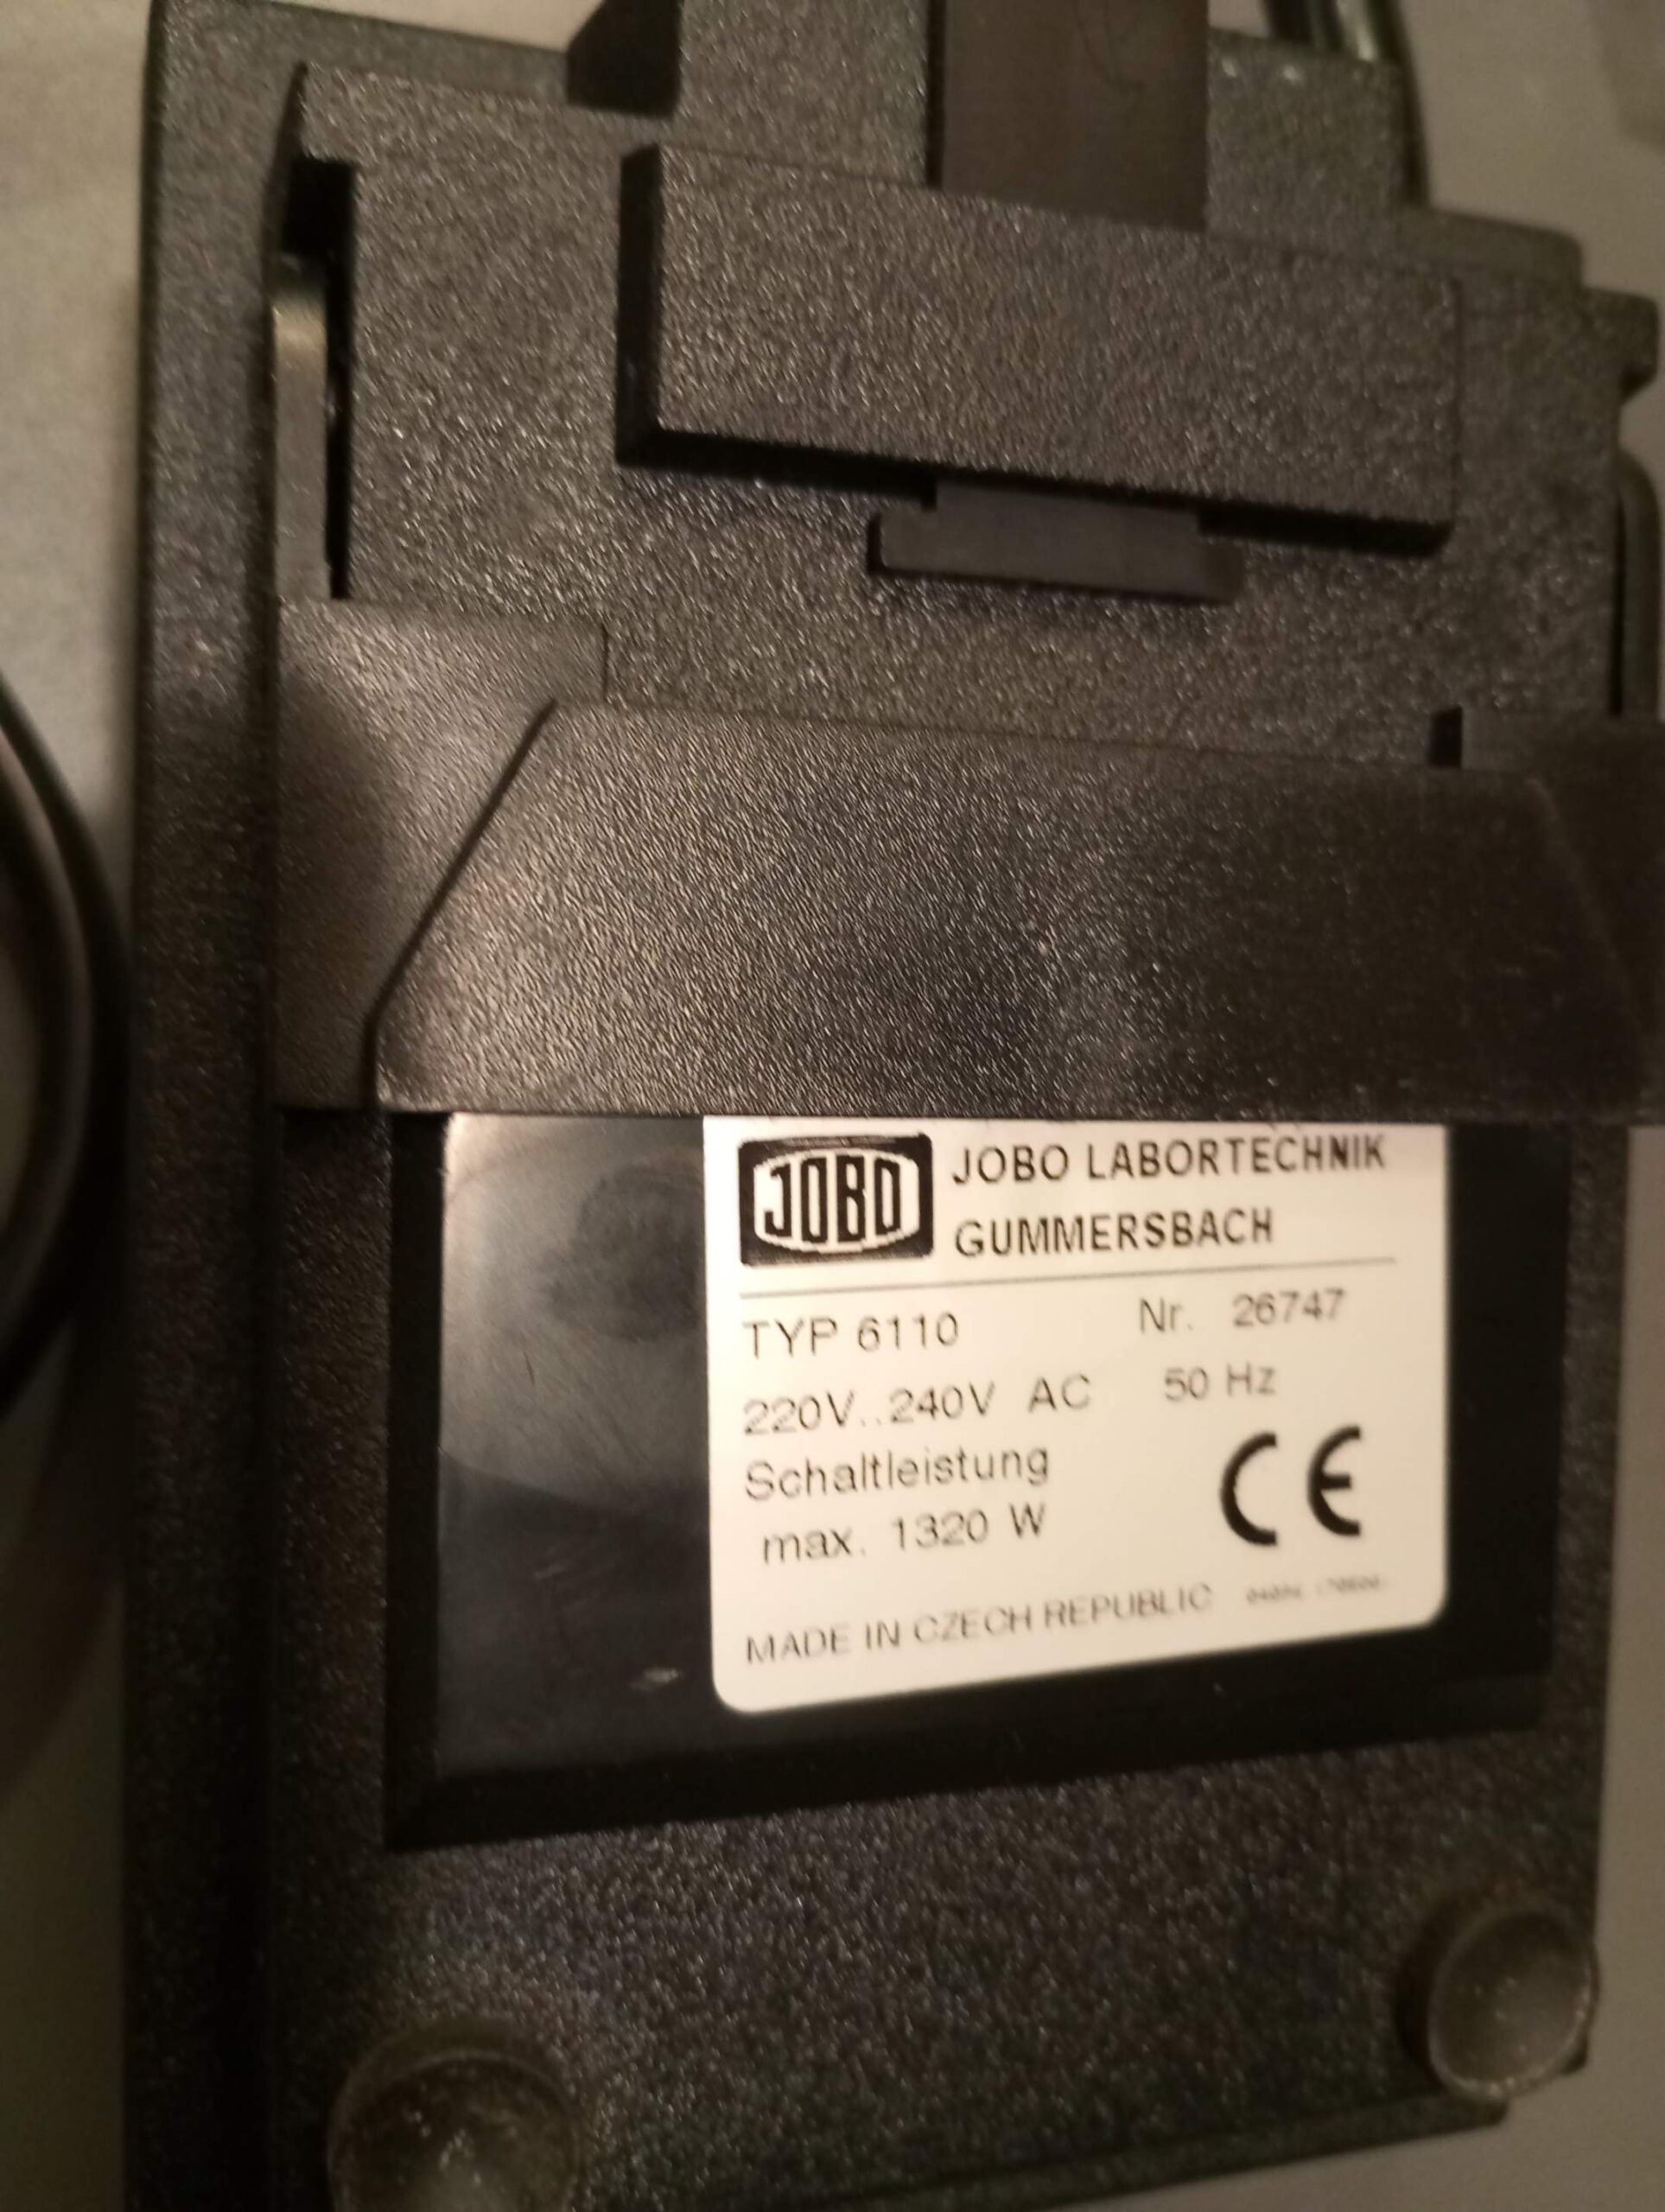 JOBO JOBO LABORTECHNIK
GUMMERSBACH
TYP 6110 Nr. 26747
220V..240V AC 50 Hz
Schaltleistung
max. 1320 W
CE
MADE IN CZECH REPUBLIC